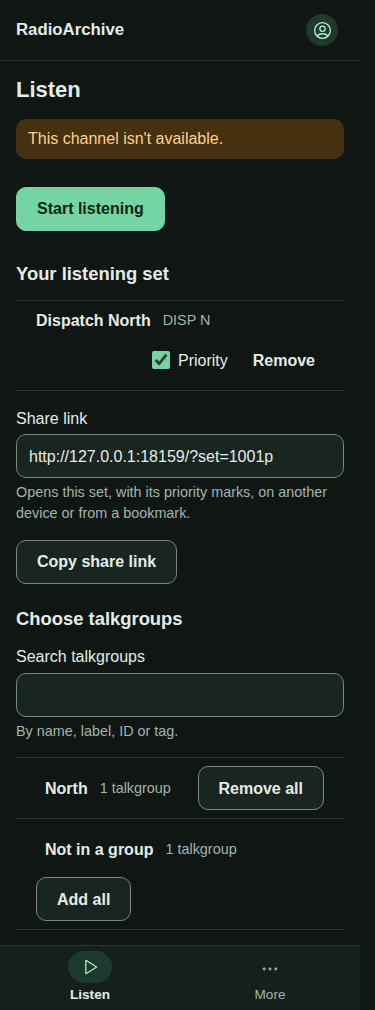 RadioArchive
Listen
This channel isn't available.
Start listening
Your listening set
Dispatch North DISP N
Priority Remove
Share link
http://127.0.0.1:18159/?set=1001p
Opens this set, with its priority marks, on another
device or from a bookmark.
Copy share link
Choose talkgroups
Search talkgroups
By name, label, ID or tag.
North 1 talkgroup Remove all
Not in a group 1 talkgroup
Add all
Listen More